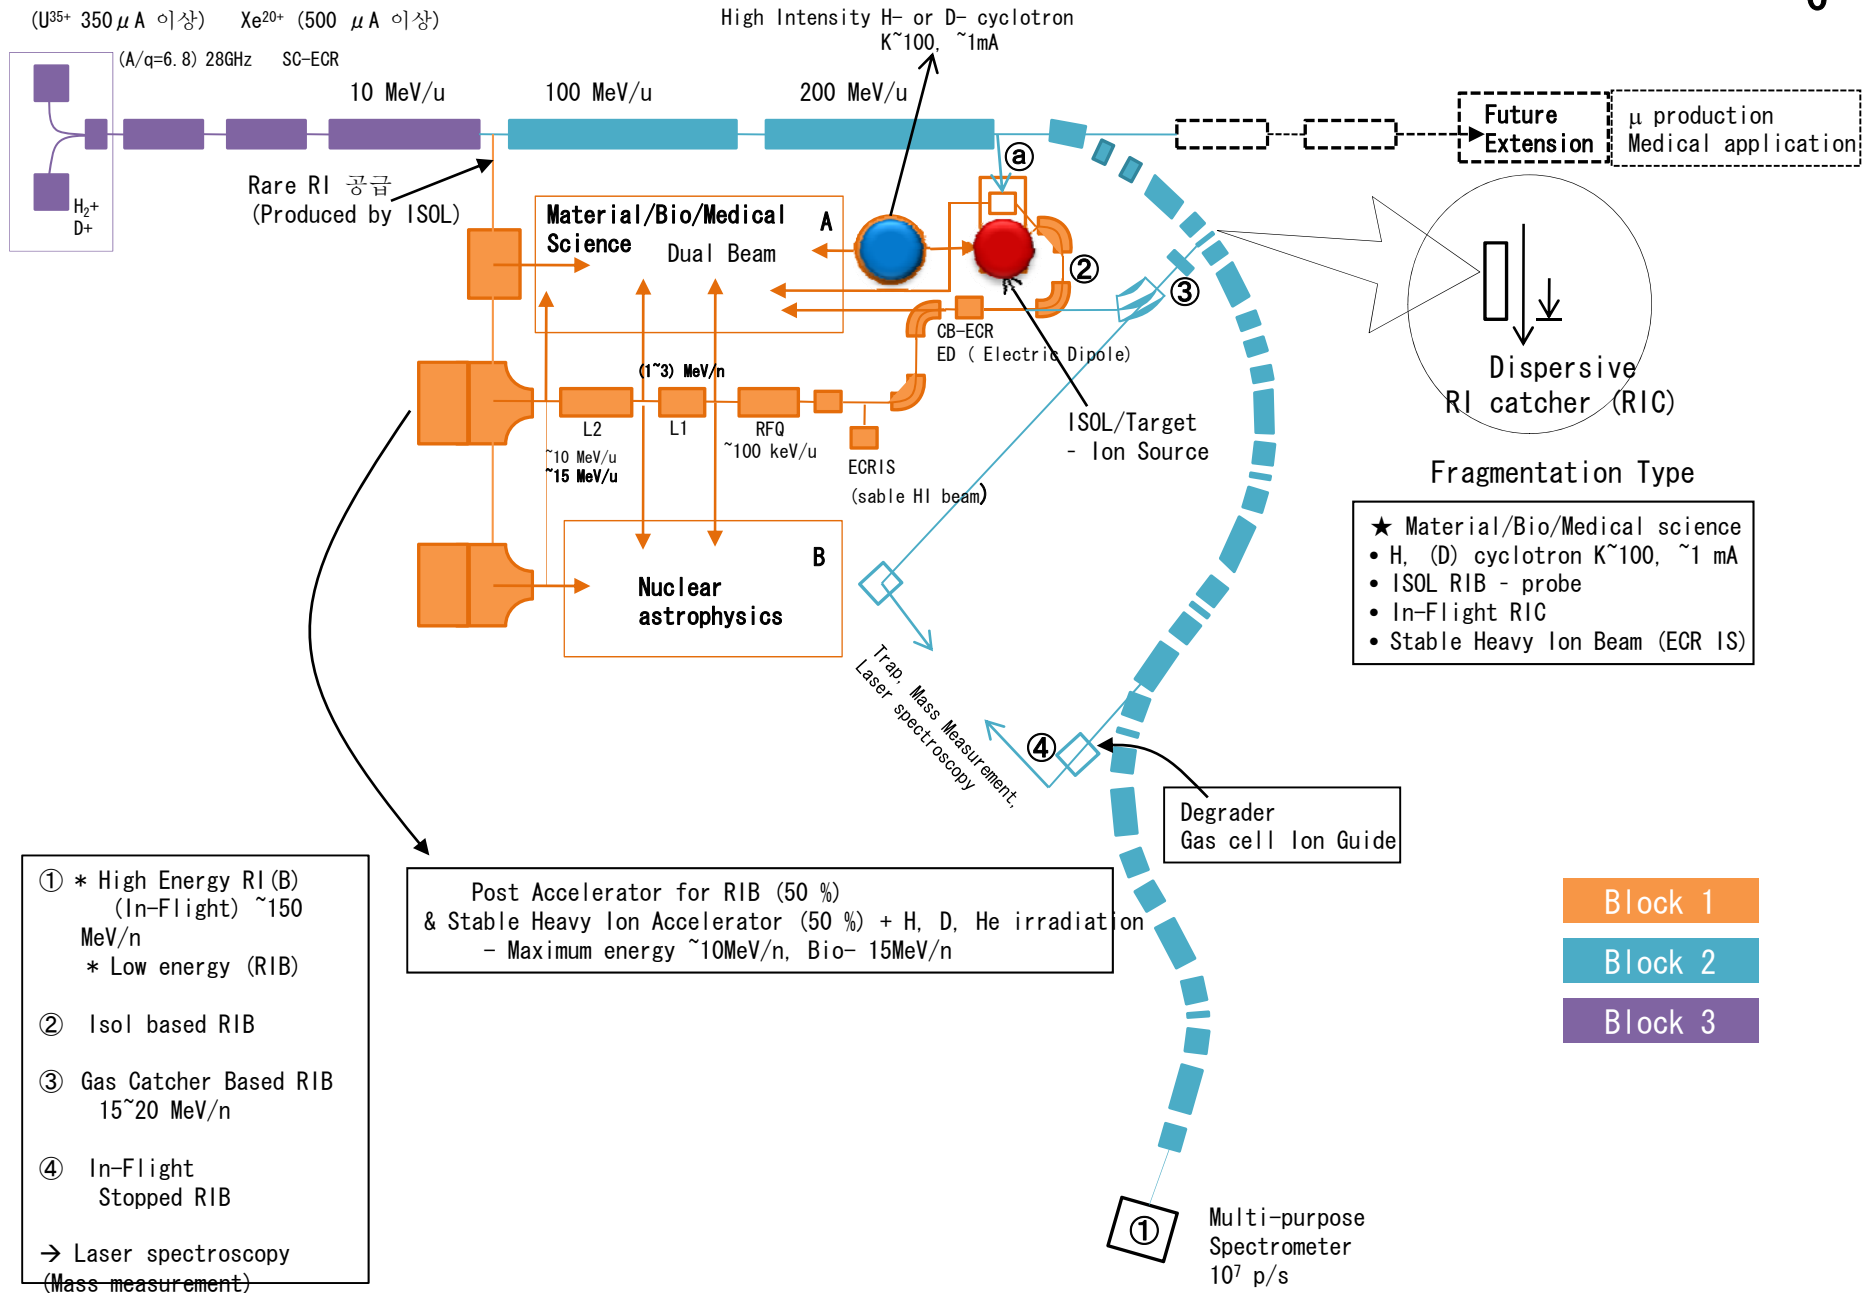 (U35+ 350μA 이상) Xe20+ (500 μA 이상)
(A/q=6.8) 28GHz SC-ECR
High Intensity H- or D- cyclotron
K~100, ~1mA
10 MeV/u
100 MeV/u
200 MeV/u
Future
Extension
μ production
Medical application
H2+
D+
Rare RI 공급
(Produced by ISOL)
ⓐ
Material/Bio/Medical
Science
A
Dual Beam
②
③
CB-ECR
ED ( Electric Dipole)
(1~3) MeV/n
L2
L1
RFQ
~100 keV/u
~10 MeV/u
~15 MeV/u
ECRIS
(sable HI beam)
ISOL/Target
- Ion Source
Dispersive
RI catcher (RIC)
Fragmentation Type
★ Material/Bio/Medical science
• H, (D) cyclotron K~100, ~1 mA
• ISOL RIB - probe
• In-Flight RIC
• Stable Heavy Ion Beam (ECR IS)
B
Nuclear
astrophysics
Trap, Mass Measurement,
Laser spectroscopy
④
Degrader
Gas cell Ion Guide
Post Accelerator for RIB (50 %)
& Stable Heavy Ion Accelerator (50 %) + H, D, He irradiation
- Maximum energy ~10MeV/n, Bio- 15MeV/n
① * High Energy RI(B)
(In-Flight) ~150
MeV/n
* Low energy (RIB)
② Isol based RIB
③ Gas Catcher Based RIB
15~20 MeV/n
④ In-Flight
Stopped RIB
→ Laser spectroscopy
(Mass measurement)
Block 1
Block 2
Block 3
①
Multi-purpose
Spectrometer
10⁷ p/s